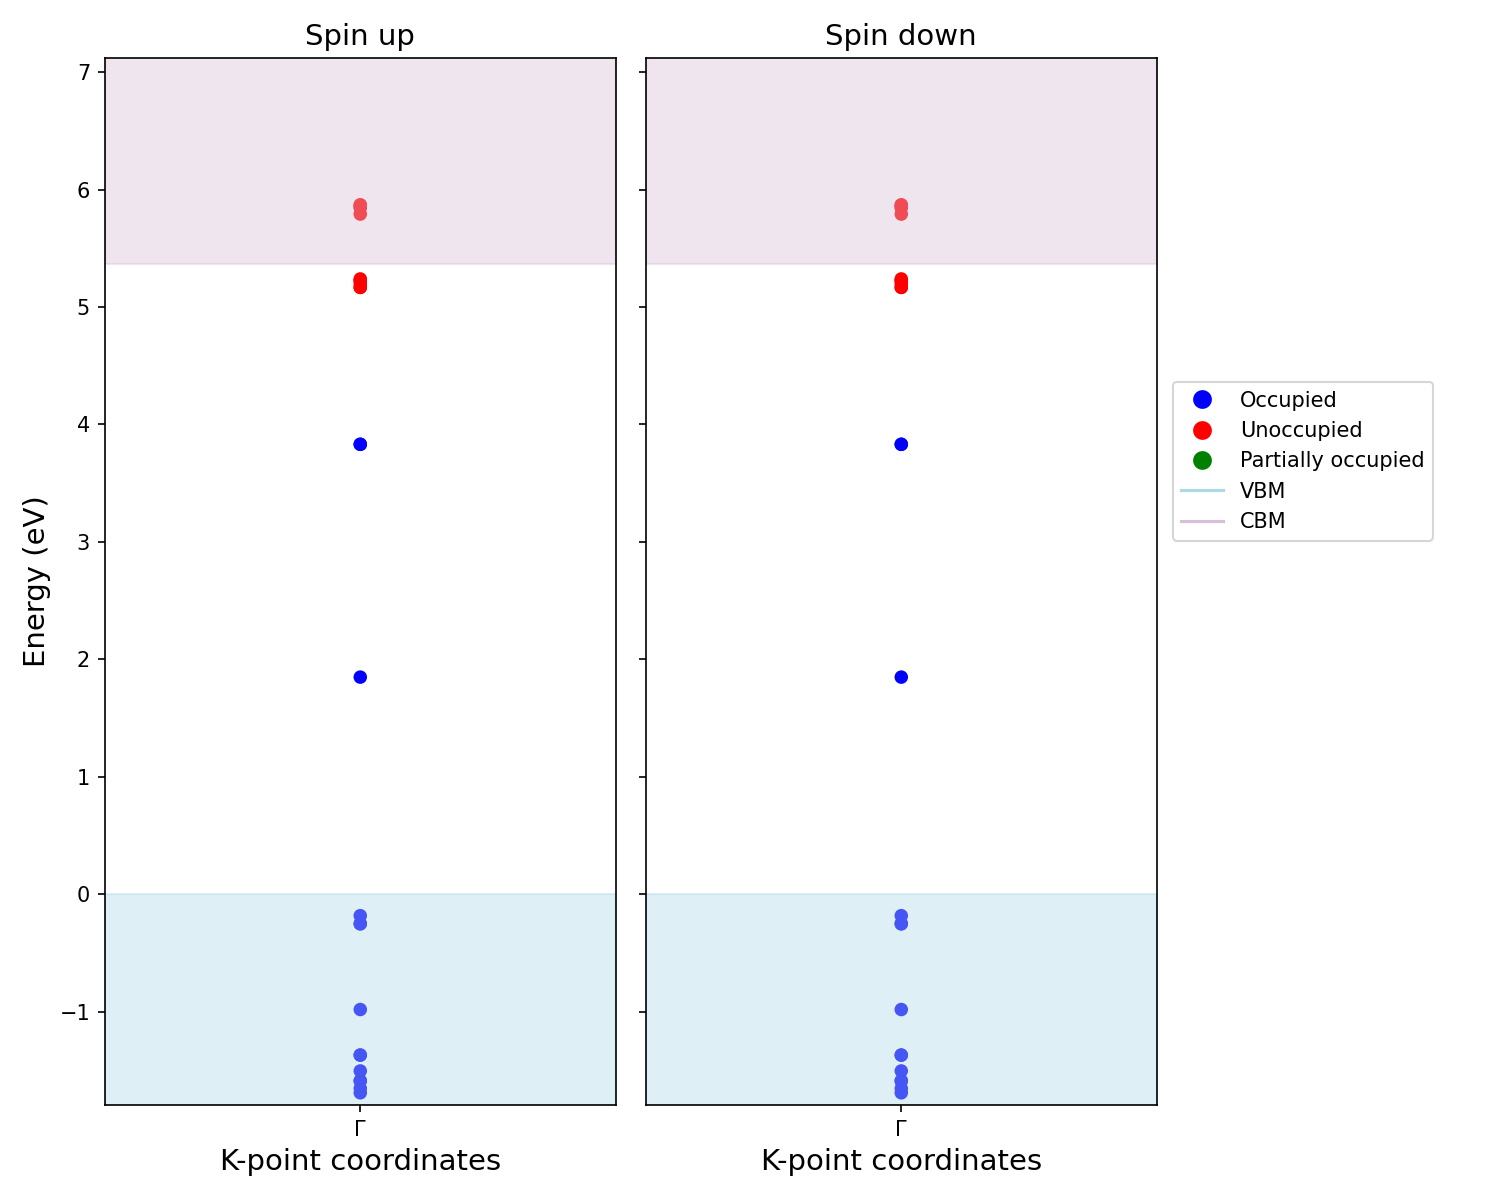 Spin up
Spin down
7
6
5
4
3
2
1
0
−1
Energy (eV)
Γ
Γ
K-point coordinates
K-point coordinates
Occupied
Unoccupied
Partially occupied
VBM
CBM